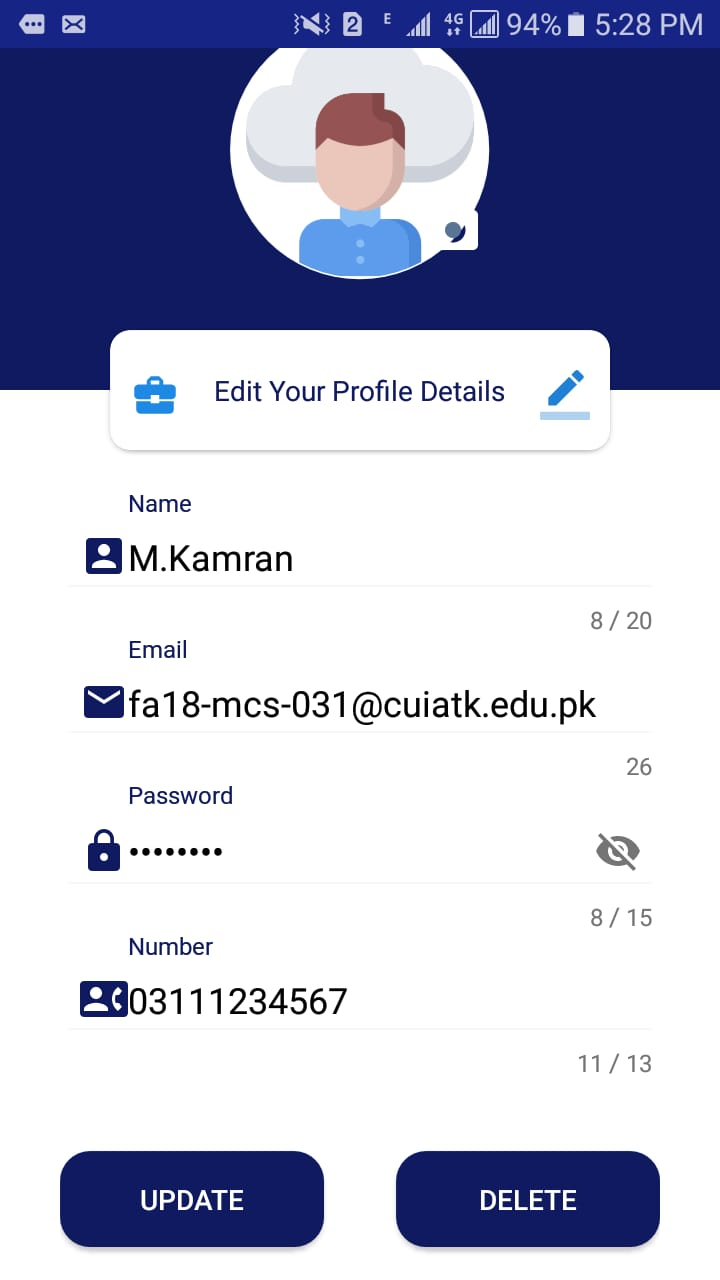 2 E 4G 94% 5:28 PM
Edit Your Profile Details
Name
M.Kamran
8 / 20
Email
fa18-mcs-031@cuiatk.edu.pk
26
Password
••••••••
8 / 15
Number
03111234567
11 / 13
UPDATE DELETE